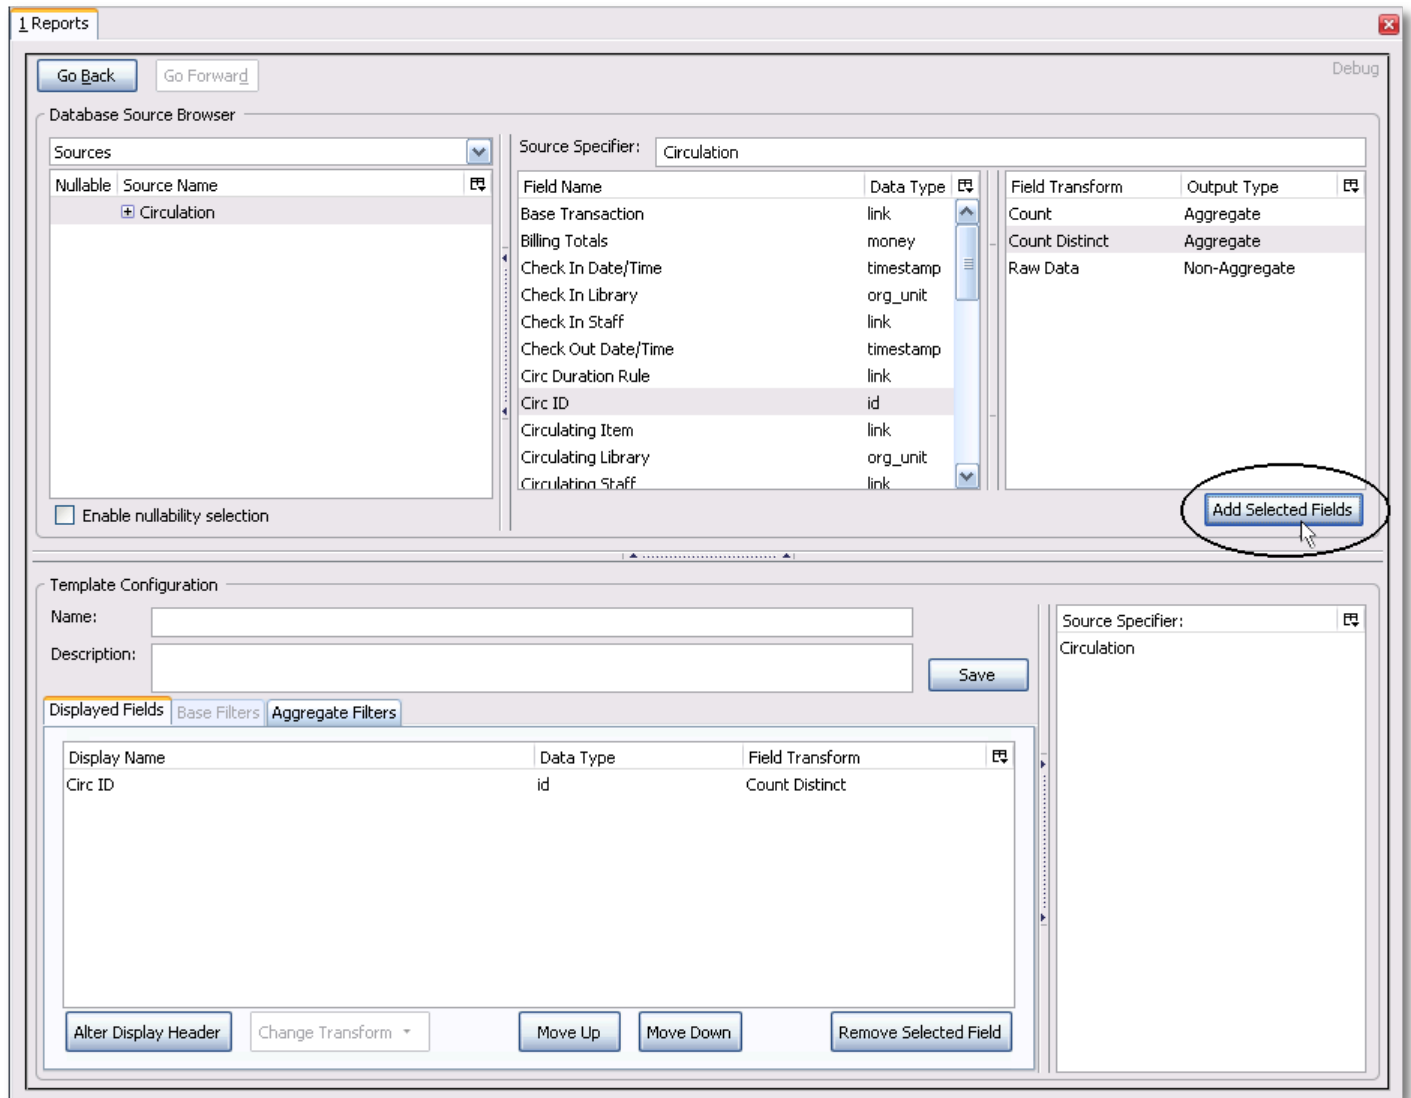 1 Reports
Go Back Go Forward Debug
Database Source Browser
Sources
Source Specifier: Circulation
Nullable Source Name
Circulation
Field Name Data Type
Base Transaction link
Billing Totals money
Check In Date/Time timestamp
Check In Library org_unit
Check In Staff link
Check Out Date/Time timestamp
Circ Duration Rule link
Circ ID id
Circulating Item link
Circulating Library org_unit
Circulating Staff link
Field Transform Output Type
Count Aggregate
Count Distinct Aggregate
Raw Data Non-Aggregate
Enable nullability selection
Add Selected Fields
Template Configuration
Name:
Description:
Save
Source Specifier:
Circulation
Displayed Fields Base Filters Aggregate Filters
Display Name Data Type Field Transform
Circ ID id Count Distinct
Alter Display Header Change Transform Move Up Move Down Remove Selected Field